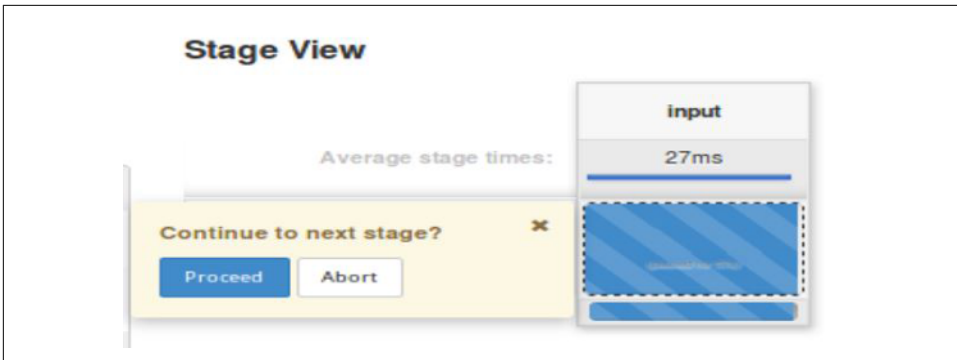 Stage View
input
Average stage times:
27ms
Continue to next stage? ✖
Proceed
Abort